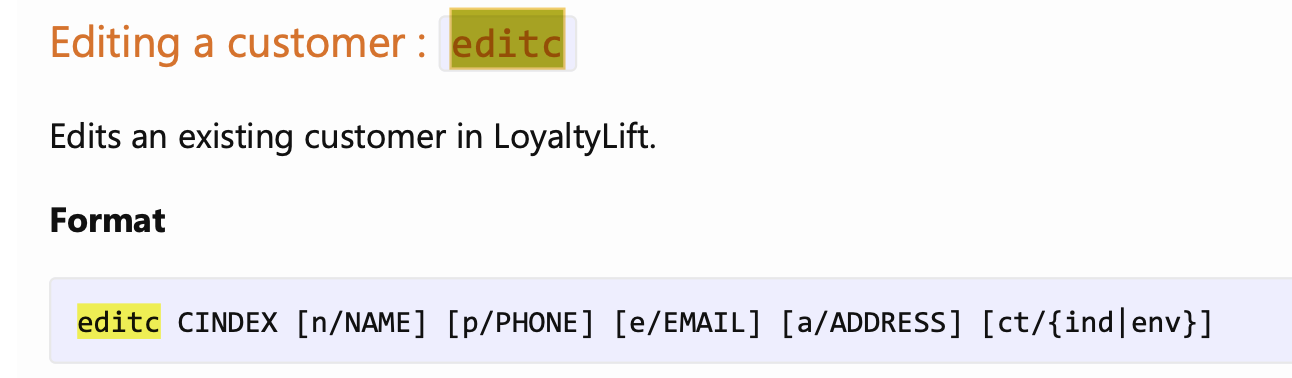 Editing a customer : editc
Edits an existing customer in LoyaltyLift.
Format
editc CINDEX [n/NAME] [p/PHONE] [e/EMAIL] [a/ADDRESS] [ct/{ind|env}]